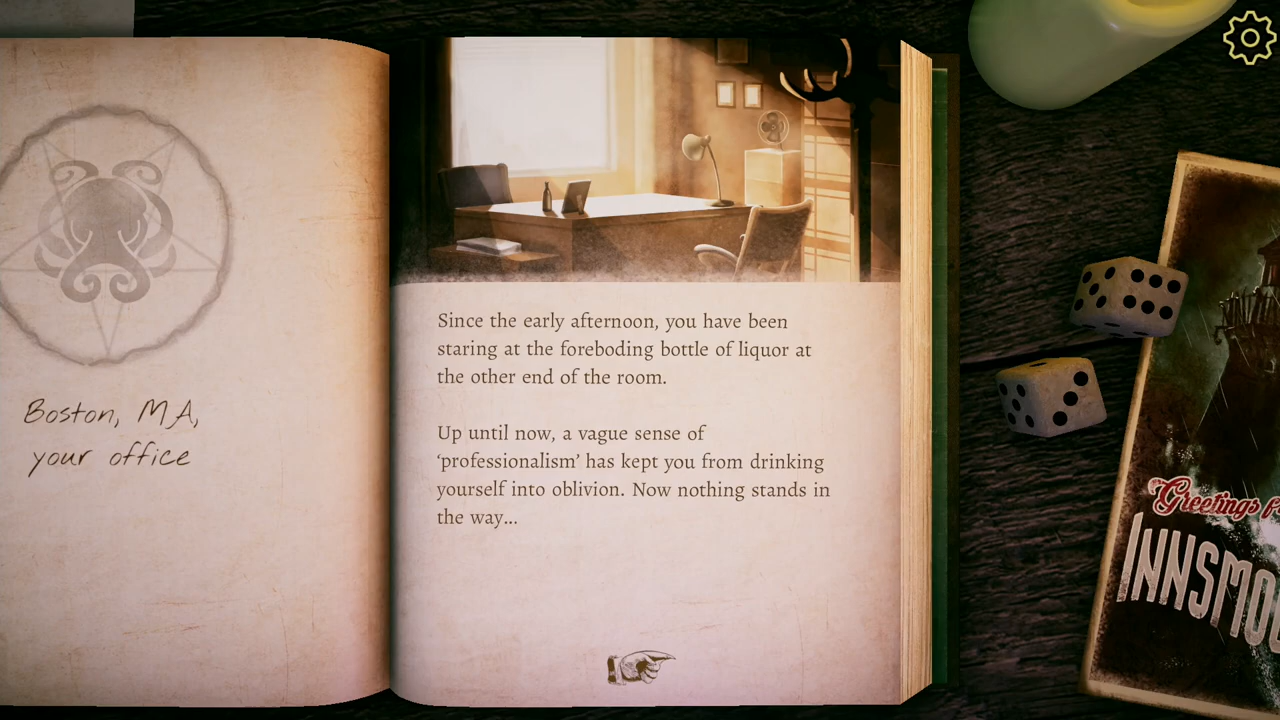 Boston, MA,
your office
Since the early afternoon, you have been
staring at the foreboding bottle of liquor at
the other end of the room.
Up until now, a vague sense of
‘professionalism’ has kept you from drinking
yourself into oblivion. Now nothing stands in
the way...
Greetings